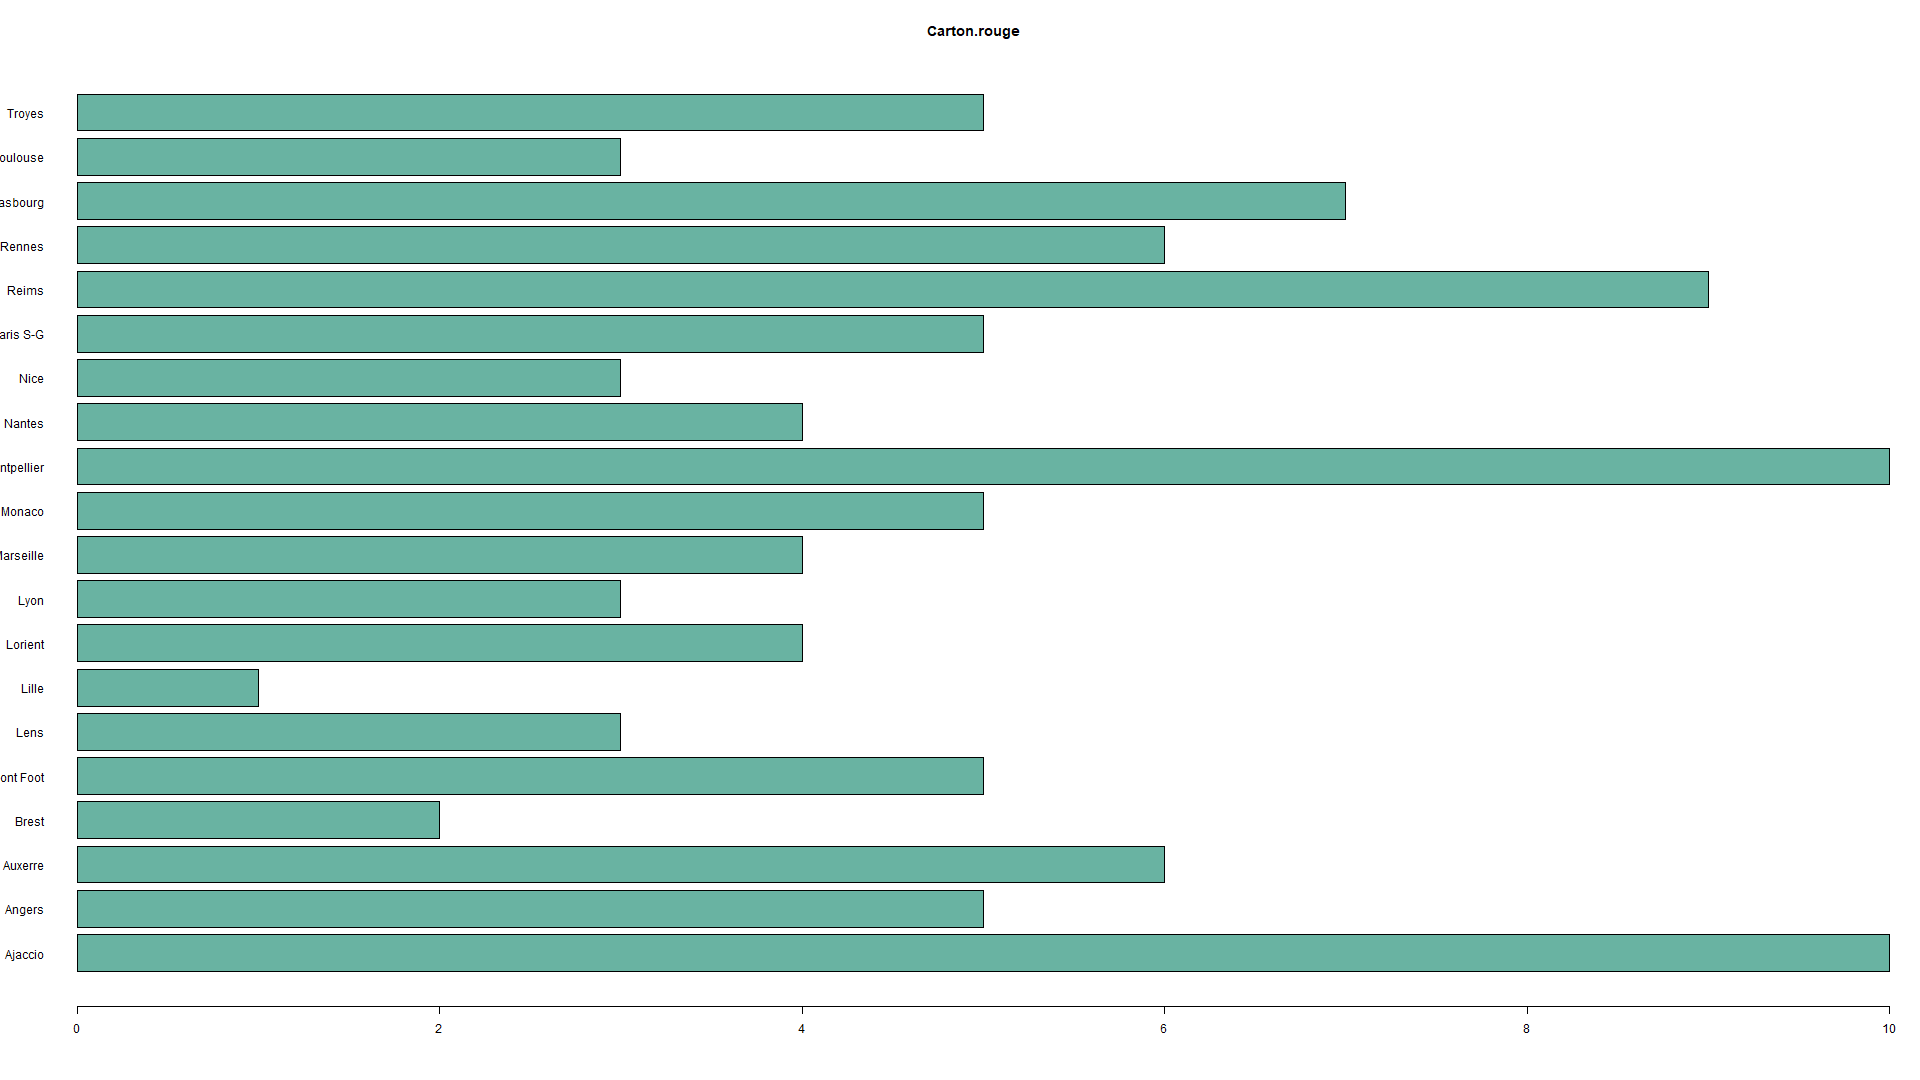 Carton.rouge
Troyes
oulouse
asbourg
Rennes
Reims
aris S-G
Nice
Nantes
ntpellier
Monaco
Marseille
Lyon
Lorient
Lille
Lens
ont Foot
Brest
Auxerre
Angers
Ajaccio
0 2 4 6 8 10